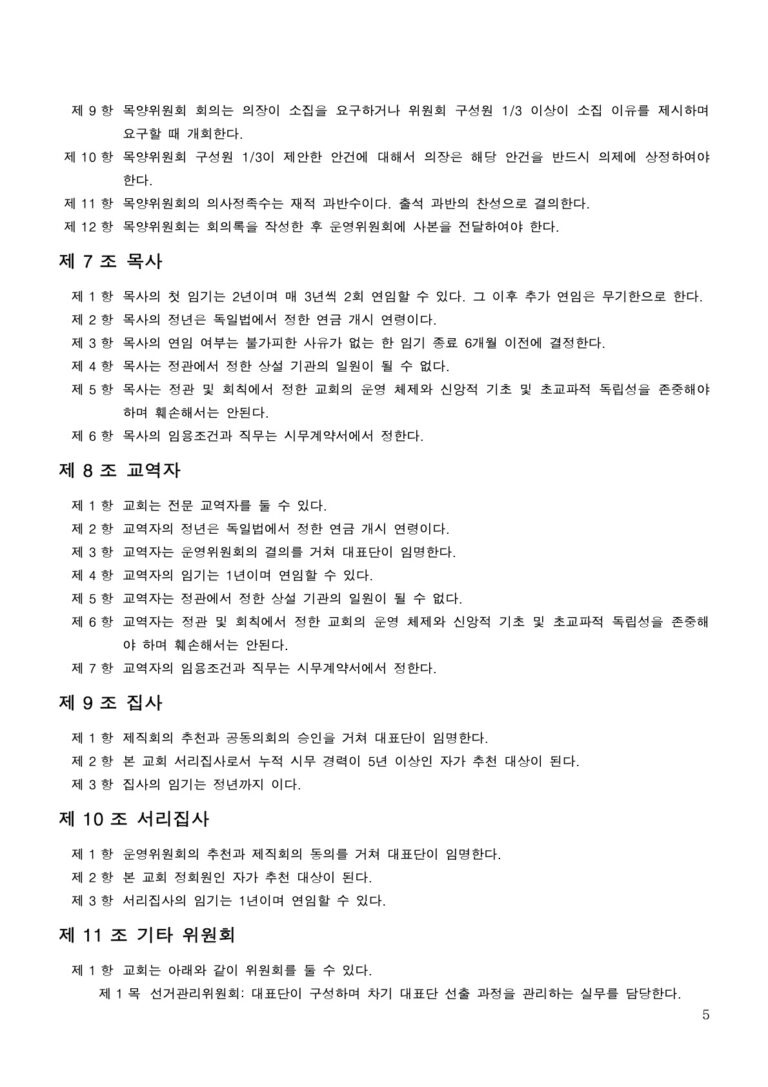 제 9 항 목양위원회 회의는 의장이 소집을 요구하거나 위원회 구성원 1/3 이상이 소집 이유를 제시하며
요구할 때 개회한다.
제 10 항 목양위원회 구성원 1/3이 제안한 안건에 대해서 의장은 해당 안건을 반드시 의제에 상정하여야
한다.
제 11 항 목양위원회의 의사정족수는 재적 과반수이다. 출석 과반의 찬성으로 결의한다.
제 12 항 목양위원회는 회의록을 작성한 후 운영위원회에 사본을 전달하여야 한다.
제 7 조 목사
제 1 항 목사의 첫 임기는 2년이며 매 3년씩 2회 연임할 수 있다. 그 이후 추가 연임은 무기한으로 한다.
제 2 항 목사의 정년은 독일법에서 정한 연금 개시 연령이다.
제 3 항 목사의 연임 여부는 불가피한 사유가 없는 한 임기 종료 6개월 이전에 결정한다.
제 4 항 목사는 정관에서 정한 상설 기관의 일원이 될 수 없다.
제 5 항 목사는 정관 및 회칙에서 정한 교회의 운영 체제와 신앙적 기초 및 초교파적 독립성을 존중해야
하며 훼손해서는 안된다.
제 6 항 목사의 임용조건과 직무는 시무계약서에서 정한다.
제 8 조 교역자
제 1 항 교회는 전문 교역자를 둘 수 있다.
제 2 항 교역자의 정년은 독일법에서 정한 연금 개시 연령이다.
제 3 항 교역자는 운영위원회의 결의를 거쳐 대표단이 임명한다.
제 4 항 교역자의 임기는 1년이며 연임할 수 있다.
제 5 항 교역자는 정관에서 정한 상설 기관의 일원이 될 수 없다.
제 6 항 교역자는 정관 및 회칙에서 정한 교회의 운영 체제와 신앙적 기초 및 초교파적 독립성을 존중해
야 하며 훼손해서는 안된다.
제 7 항 교역자의 임용조건과 직무는 시무계약서에서 정한다.
제 9 조 집사
제 1 항 제직회의 추천과 공동의회의 승인을 거쳐 대표단이 임명한다.
제 2 항 본 교회 서리집사로서 누적 시무 경력이 5년 이상인 자가 추천 대상이 된다.
제 3 항 집사의 임기는 정년까지 이다.
제 10 조 서리집사
제 1 항 운영위원회의 추천과 제직회의 동의를 거쳐 대표단이 임명한다.
제 2 항 본 교회 정회원인 자가 추천 대상이 된다.
제 3 항 서리집사의 임기는 1년이며 연임할 수 있다.
제 11 조 기타 위원회
제 1 항 교회는 아래와 같이 위원회를 둘 수 있다.
제 1 목 선거관리위원회: 대표단이 구성하며 차기 대표단 선출 과정을 관리하는 실무를 담당한다.
5